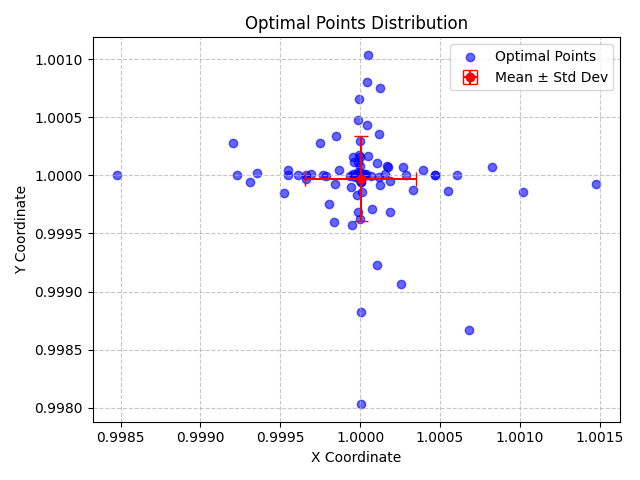 Optimal Points Distribution
Optimal Points
Mean ± Std Dev
1.0010
1.0005
1.0000
0.9995
0.9990
0.9985
0.9980
Y Coordinate
0.9985 0.9990 0.9995 1.0000 1.0005 1.0010 1.0015
X Coordinate